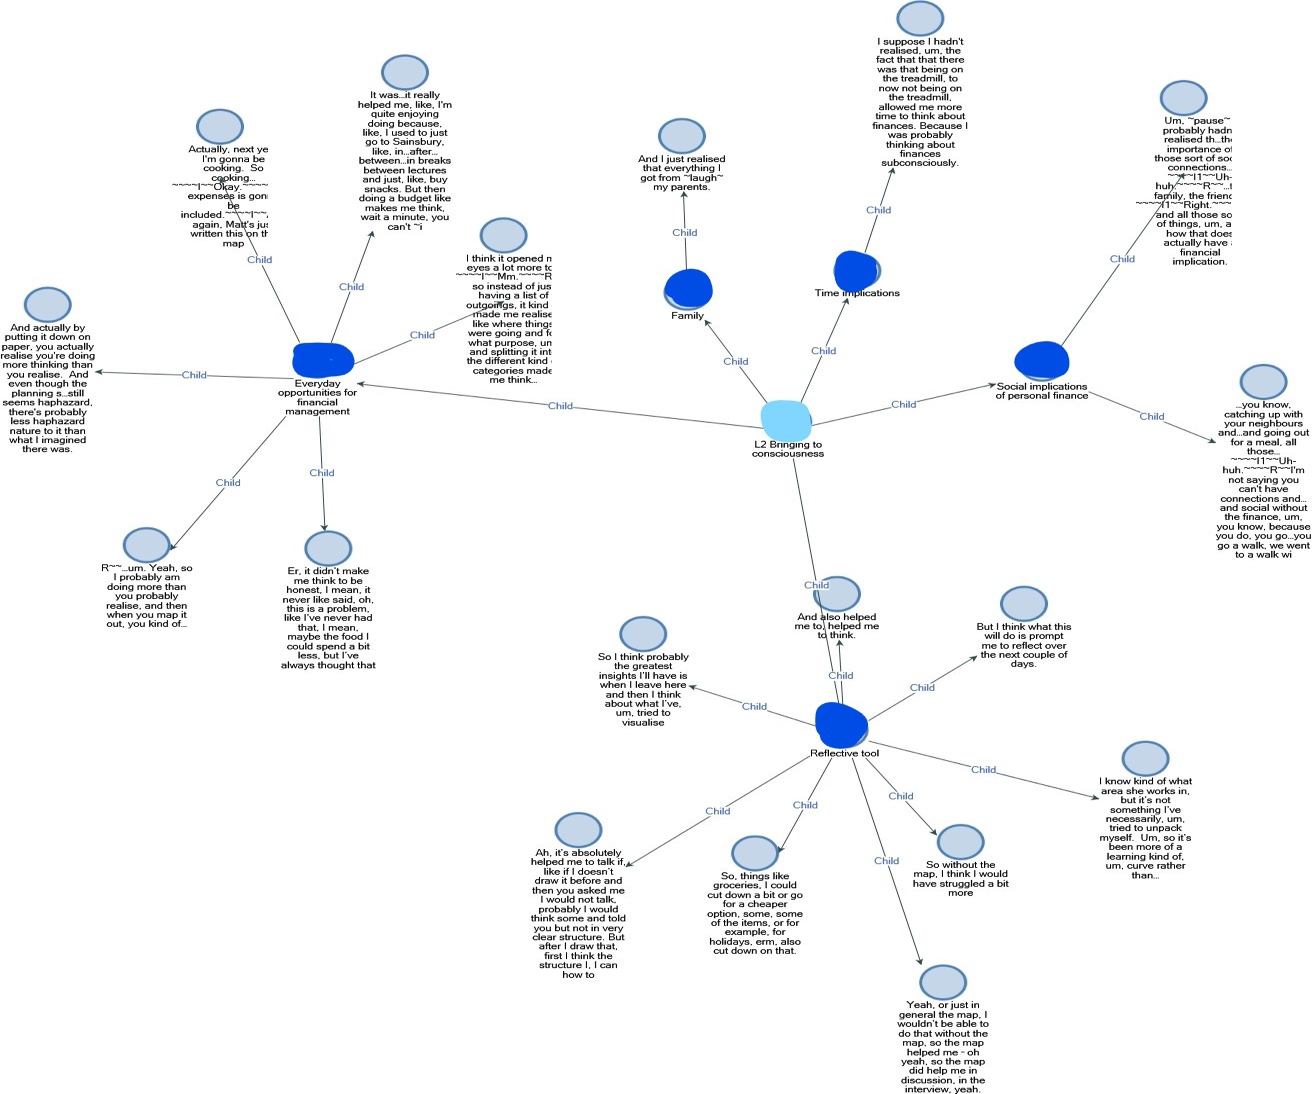 I suppose I hadn't
realised, um, the
fact that that there
was that being on
the treadmill, to
now not being on
the treadmill,
allowed me more
time to think about
finances. Because I
was probably
thinking about
finances
subconsciously.
It was...it really
helped me, like, I'm
quite enjoying
doing because,
like, I used to just
go to Sainsbury,
like, in...after...
between...in breaks
between lectures
and just, like, buy
snacks. But then
doing a budget like
makes me think,
wait a minute, you
can't ~i
Actually, next ye
I'm gonna be
cooking. So
cooking...
~~~~I~~Okay.~~~~
expenses is gon
be
included.~~~~I~~
again, Matt's jus
written this on th
map
And I just realised
that everything I
got from ~laugh~
my parents.
Um, ~pause~
probably hadn
realised th...the
importance of
those sort of soc
connections...
~~~~I1~~Uh-
huh.~~~~R~~...t
family, the friend
~~~~I1~~Right.~~~~
and all those so
of things, um, a
how that does
actually have
financial
implication.
I think it opened m
eyes a lot more to
~~~~I~~Mm.~~~~R
so instead of jus
having a list of
outgoings, it kind
made me realise
like where things
were going and fo
what purpose, um
and splitting it int
the different kind
categories made
me think...
Child
Child
Child
Child
Child
Child
Child
And actually by
putting it down on
paper, you actually
realise you're doing
more thinking than
you realise. And
even though the
planning s...still
seems haphazard,
there's probably
less haphazard
nature to it than
what I imagined
there was.
Time implications
Family
Child
Child
Child
Everyday
opportunities for
financial
management
Social implications
of personal finance
Child
Child
Child
L2 Bringing to
consciousness
...you know,
catching up with
your neighbours
and...and going out
for a meal, all
those...
~~~~I1~~Uh-
huh.~~~~R~~I'm
not saying you
can't have
connections and...
and social without
the finance, um,
you know, because
you do, you go...you
go a walk, we went
to a walk wi
Child
Child
R~~...um. Yeah, so
I probably am
doing more than
you probably
realise, and then
when you map it
out, you kind of...
Er, it didn't make
me think to be
honest, I mean, it
never like said, oh,
this is a problem,
like I've never had
that, I mean,
maybe the food I
could spend a bit
less, but I've
always thought that
Child
And also helped
me to, helped me
to think.
But I think what this
will do is prompt
me to reflect over
the next couple of
days.
So I think probably
the greatest
insights I'll have is
when I leave here
and then I think
about what I've,
um, tried to
visualise
Child
Child
Child
Reflective tool
Child
Child
Child
Child
Child
I know kind of what
area she works in,
but it's not
something I've
necessarily, um,
tried to unpack
myself. Um, so it's
been more of a
learning kind of,
um, curve rather
than...
Ah, it's absolutely
helped me to talk if,
like if I doesn't
draw it before and
then you asked me
I would not talk,
probably I would
think some and told
you but not in very
clear structure. But
after I draw that,
first I think the
structure I, I can
how to
So, things like
groceries, I could
cut down a bit or go
for a cheaper
option, some, some
of the items, or for
example, for
holidays, erm, also
cut down on that.
So without the
map, I think I would
have struggled a bit
more
Yeah, or just in
general the map, I
wouldn't be able to
do that without the
map, so the map
helped me - oh
yeah, so the map
did help me in
discussion, in the
interview, yeah.